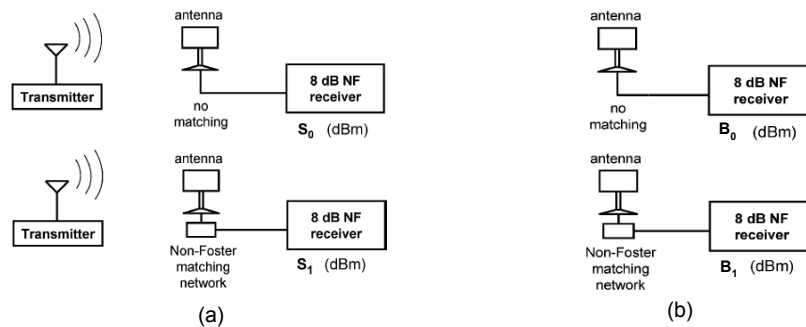 antenna
Transmitter
no
matching
8 dB NF
receiver
S0 (dBm)
antenna
Transmitter
Non-Foster
matching
network
8 dB NF
receiver
S1 (dBm)
(a)
antenna
no
matching
8 dB NF
receiver
B0 (dBm)
antenna
Non-Foster
matching
network
8 dB NF
receiver
B1 (dBm)
(b)